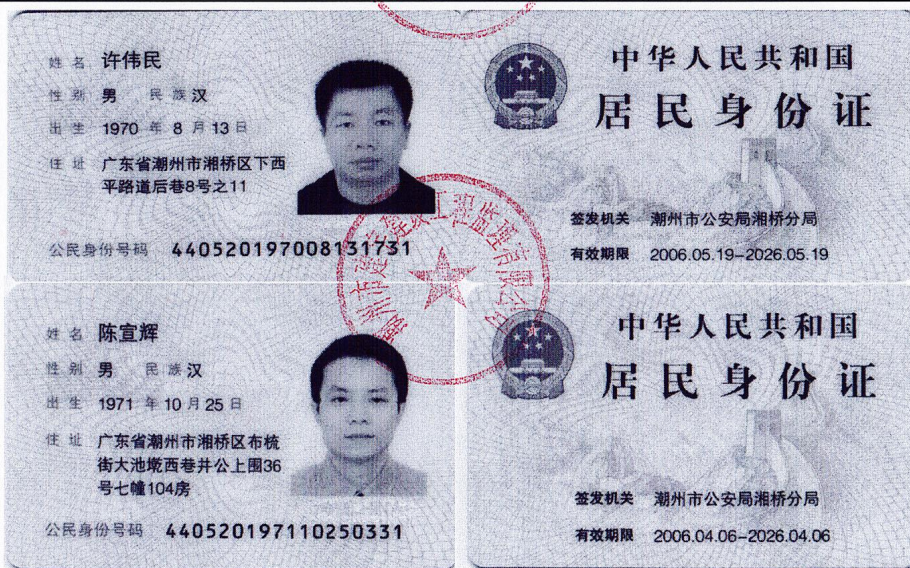 姓名 许伟民
性别 男 民族 汉
出生 1970 年 8 月 13 日
住址 广东省潮州市湘桥区下西
平路道后巷8号之11
公民身份号码 440520197008131731
中华人民共和国
居民身份证
签发机关 潮州市公安局湘桥分局
有效期限 2006.05.19-2026.05.19
姓名 陈宣辉
性别 男 民族 汉
出生 1971 年 10 月 25 日
住址 广东省潮州市湘桥区布梳
街大池墘西巷井公上围36
号七幢104房
公民身份号码 440520197110250331
中华人民共和国
居民身份证
签发机关 潮州市公安局湘桥分局
有效期限 2006.04.06-2026.04.06